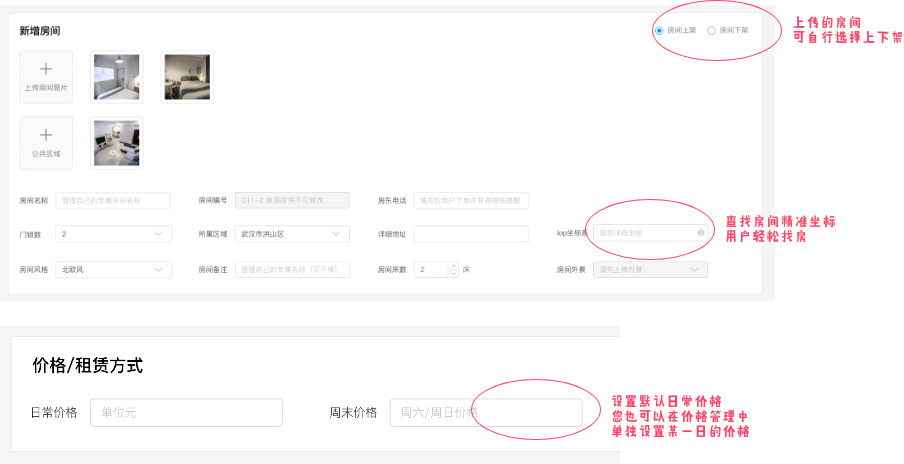 新增房间
房间上架 房间下架
上传的房间
可自行选择上下架
上传房间照片
公共区域
房间名称 管理自己的专属房间名称 房间编号 C11-2 巢落提供不可修改 房东电话 填写后用户下单可获得短信提醒
门锁数 2 所属区域 武汉市洪山区 详细地址 lop坐标系 提供详细坐标
查找房间精准坐标
用户轻松找房
房间风格 北欧风 房间备注 管理自己的专属名称（可不填） 房间床数 2 床 房间外景 请先上传外景
价格/租赁方式
日常价格 单位元 周末价格 周六/周日价格
设置默认日常价格
您也可以在价格管理中
单独设置某一日的价格